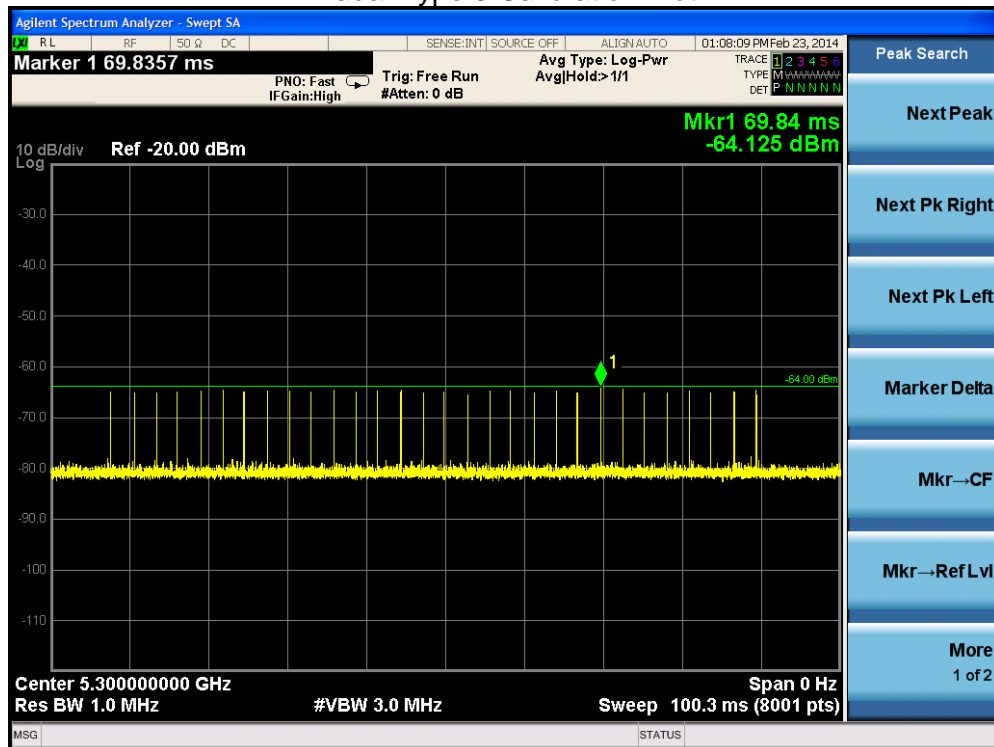 Agilent Spectrum Analyzer - Swept SA
LXI RL RF 50 Ω DC SENSE:INT SOURCE OFF ALIGN AUTO 01:08:09 PM Feb 23, 2014
Marker 1 69.8357 ms
PNO: Fast
IFGain:High
Trig: Free Run
#Atten: 0 dB
Avg Type: Log-Pwr
Avg|Hold:>1/1
TRACE 1 2 3 4 5 6
TYPE M
DET P N N N N N
Mkr1 69.84 ms
-64.125 dBm
10 dB/div Ref -20.00 dBm
Log
-30.0
-40.0
-50.0
-60.0
-70.0
-80.0
-90.0
-100
-110
1
-64.00 dBm
Center 5.300000000 GHz Span 0 Hz
Res BW 1.0 MHz #VBW 3.0 MHz Sweep 100.3 ms (8001 pts)
MSG STATUS
Peak Search
Next Peak
Next Pk Right
Next Pk Left
Marker Delta
Mkr→CF
Mkr→Ref Lvl
More
1 of 2